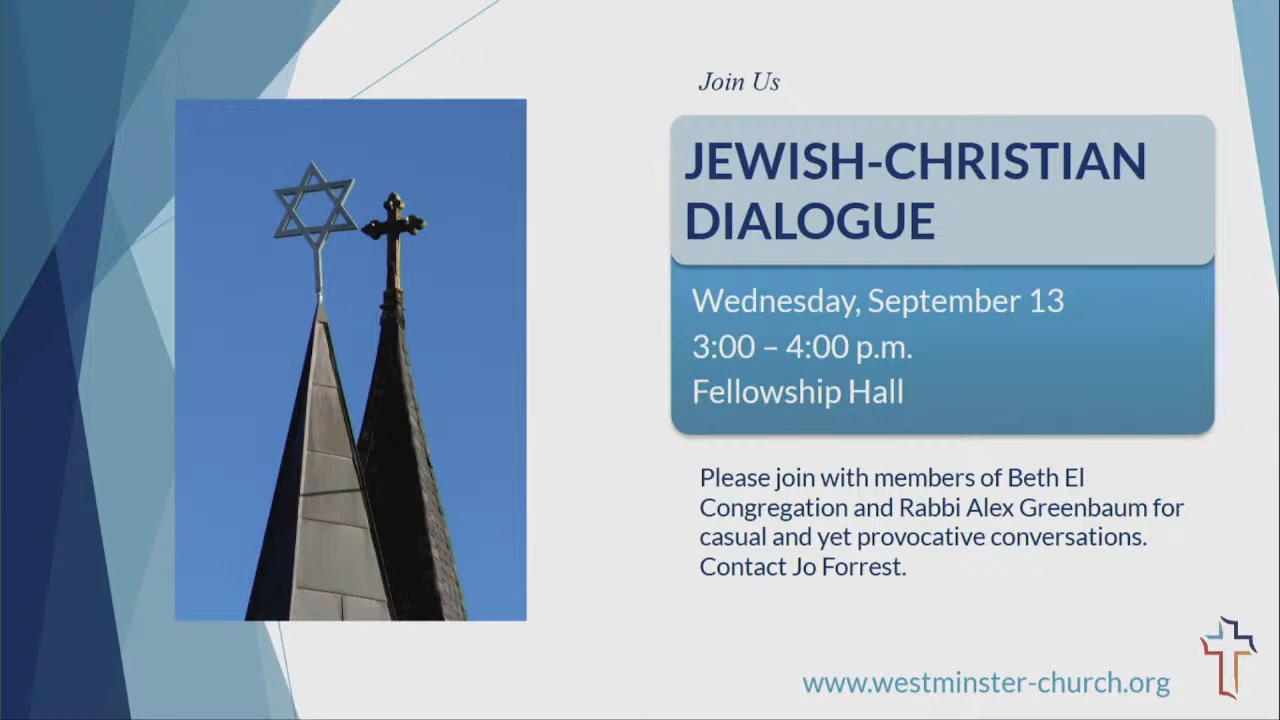 Join Us
JEWISH-CHRISTIAN
DIALOGUE
Wednesday, September 13
3:00 – 4:00 p.m.
Fellowship Hall
Please join with members of Beth El
Congregation and Rabbi Alex Greenbaum for
casual and yet provocative conversations.
Contact Jo Forrest.
www.westminster-church.org